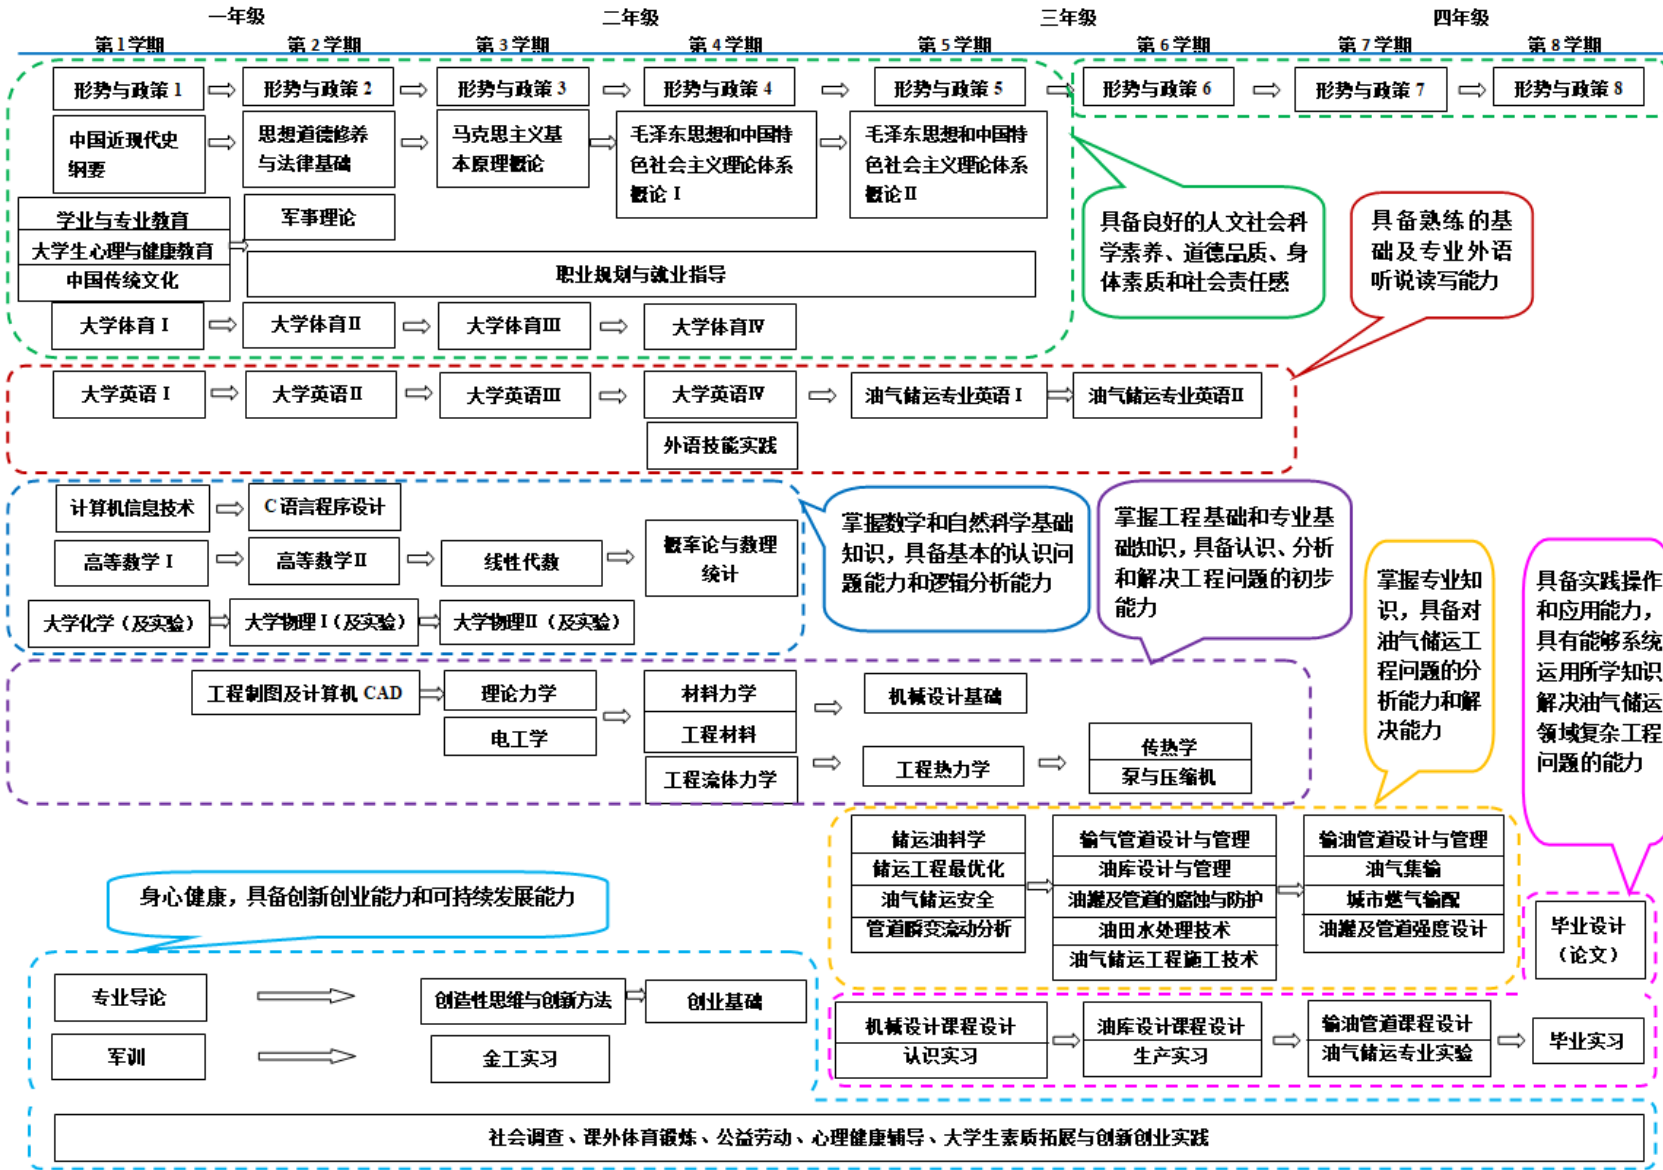 一年级
二年级
三年级
四年级
第1学期
第2学期
第3学期
第4学期
第5学期
第6学期
第7学期
第8学期
形势与政策1
形势与政策2
形势与政策3
形势与政策4
形势与政策5
形势与政策6
形势与政策7
形势与政策8
中国近现代史
纲要
思想道德修养
与法律基础
马克思主义基
本原理概论
毛泽东思想和中国特
色社会主义理论体系
概论Ⅰ
毛泽东思想和中国特
色社会主义理论体系
概论Ⅱ
学业与专业教育
大学生心理与健康教育
中国传统文化
军事理论
职业规划与就业指导
大学体育Ⅰ
大学体育Ⅱ
大学体育Ⅲ
大学体育Ⅳ
具备良好的人文社会科
学素养、道德品质、身
体素质和社会责任感
具备熟练的基
础及专业外语
听说读写能力
大学英语Ⅰ
大学英语Ⅱ
大学英语Ⅲ
大学英语Ⅳ
油气储运专业英语Ⅰ
油气储运专业英语Ⅱ
外语技能实践
计算机信息技术
C语言程序设计
高等数学Ⅰ
高等数学Ⅱ
线性代数
概率论与数理
统计
大学化学（及实验）
大学物理Ⅰ（及实验）
大学物理Ⅱ（及实验）
掌握数学和自然科学基础
知识，具备基本的认识问
题能力和逻辑分析能力
掌握工程基础和专业基
础知识，具备认识、分析
和解决工程问题的初步
能力
掌握专业知
识，具备对
油气储运工
程问题的分
析能力和解
决能力
具备实践操作
和应用能力，
具有能够系统
运用所学知识
解决油气储运
领域复杂工程
问题的能力
工程制图及计算机CAD
理论力学
电工学
材料力学
工程材料
工程流体力学
机械设计基础
工程热力学
传热学
泵与压缩机
储运油料学
储运工程最优化
油气储运安全
管道瞬变流动分析
输气管道设计与管理
油库设计与管理
油罐及管道的腐蚀与防护
油田水处理技术
油气储运工程施工技术
输油管道设计与管理
油气集输
城市燃气输配
油罐及管道强度设计
毕业设计
（论文）
身心健康，具备创新创业能力和可持续发展能力
专业导论
创造性思维与创新方法
创业基础
军训
金工实习
机械设计课程设计
认识实习
油库设计课程设计
生产实习
输油管道课程设计
油气储运专业实验
毕业实习
社会调查、课外体育锻炼、公益劳动、心理健康辅导、大学生素质拓展与创新创业实践